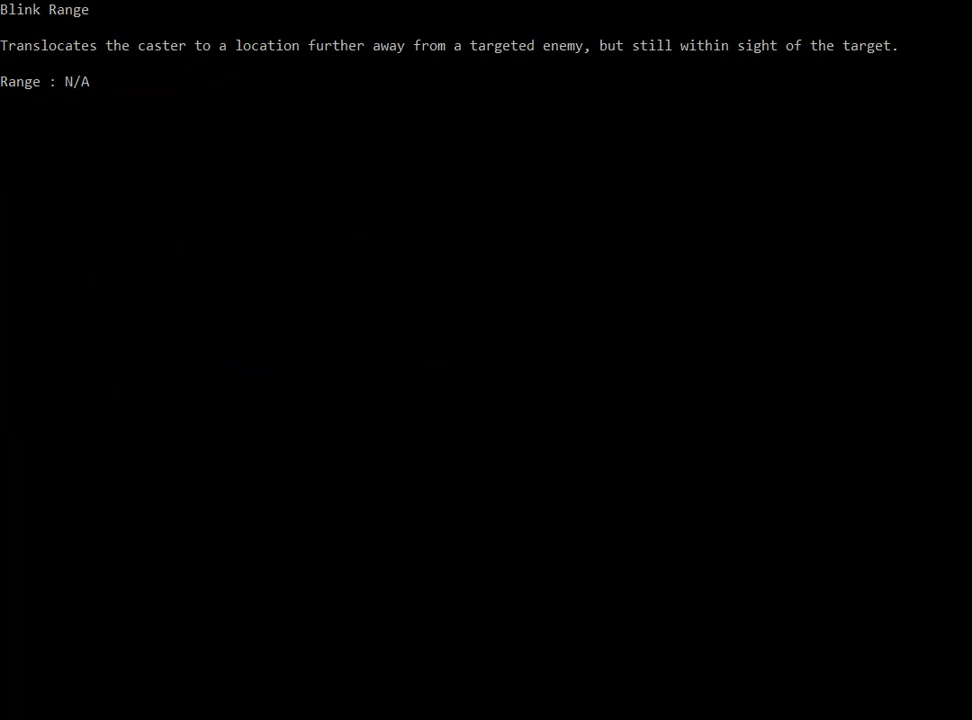 Blink Range
Translocates the caster to a location further away from a targeted enemy, but still within sight of the target.
Range : N/A